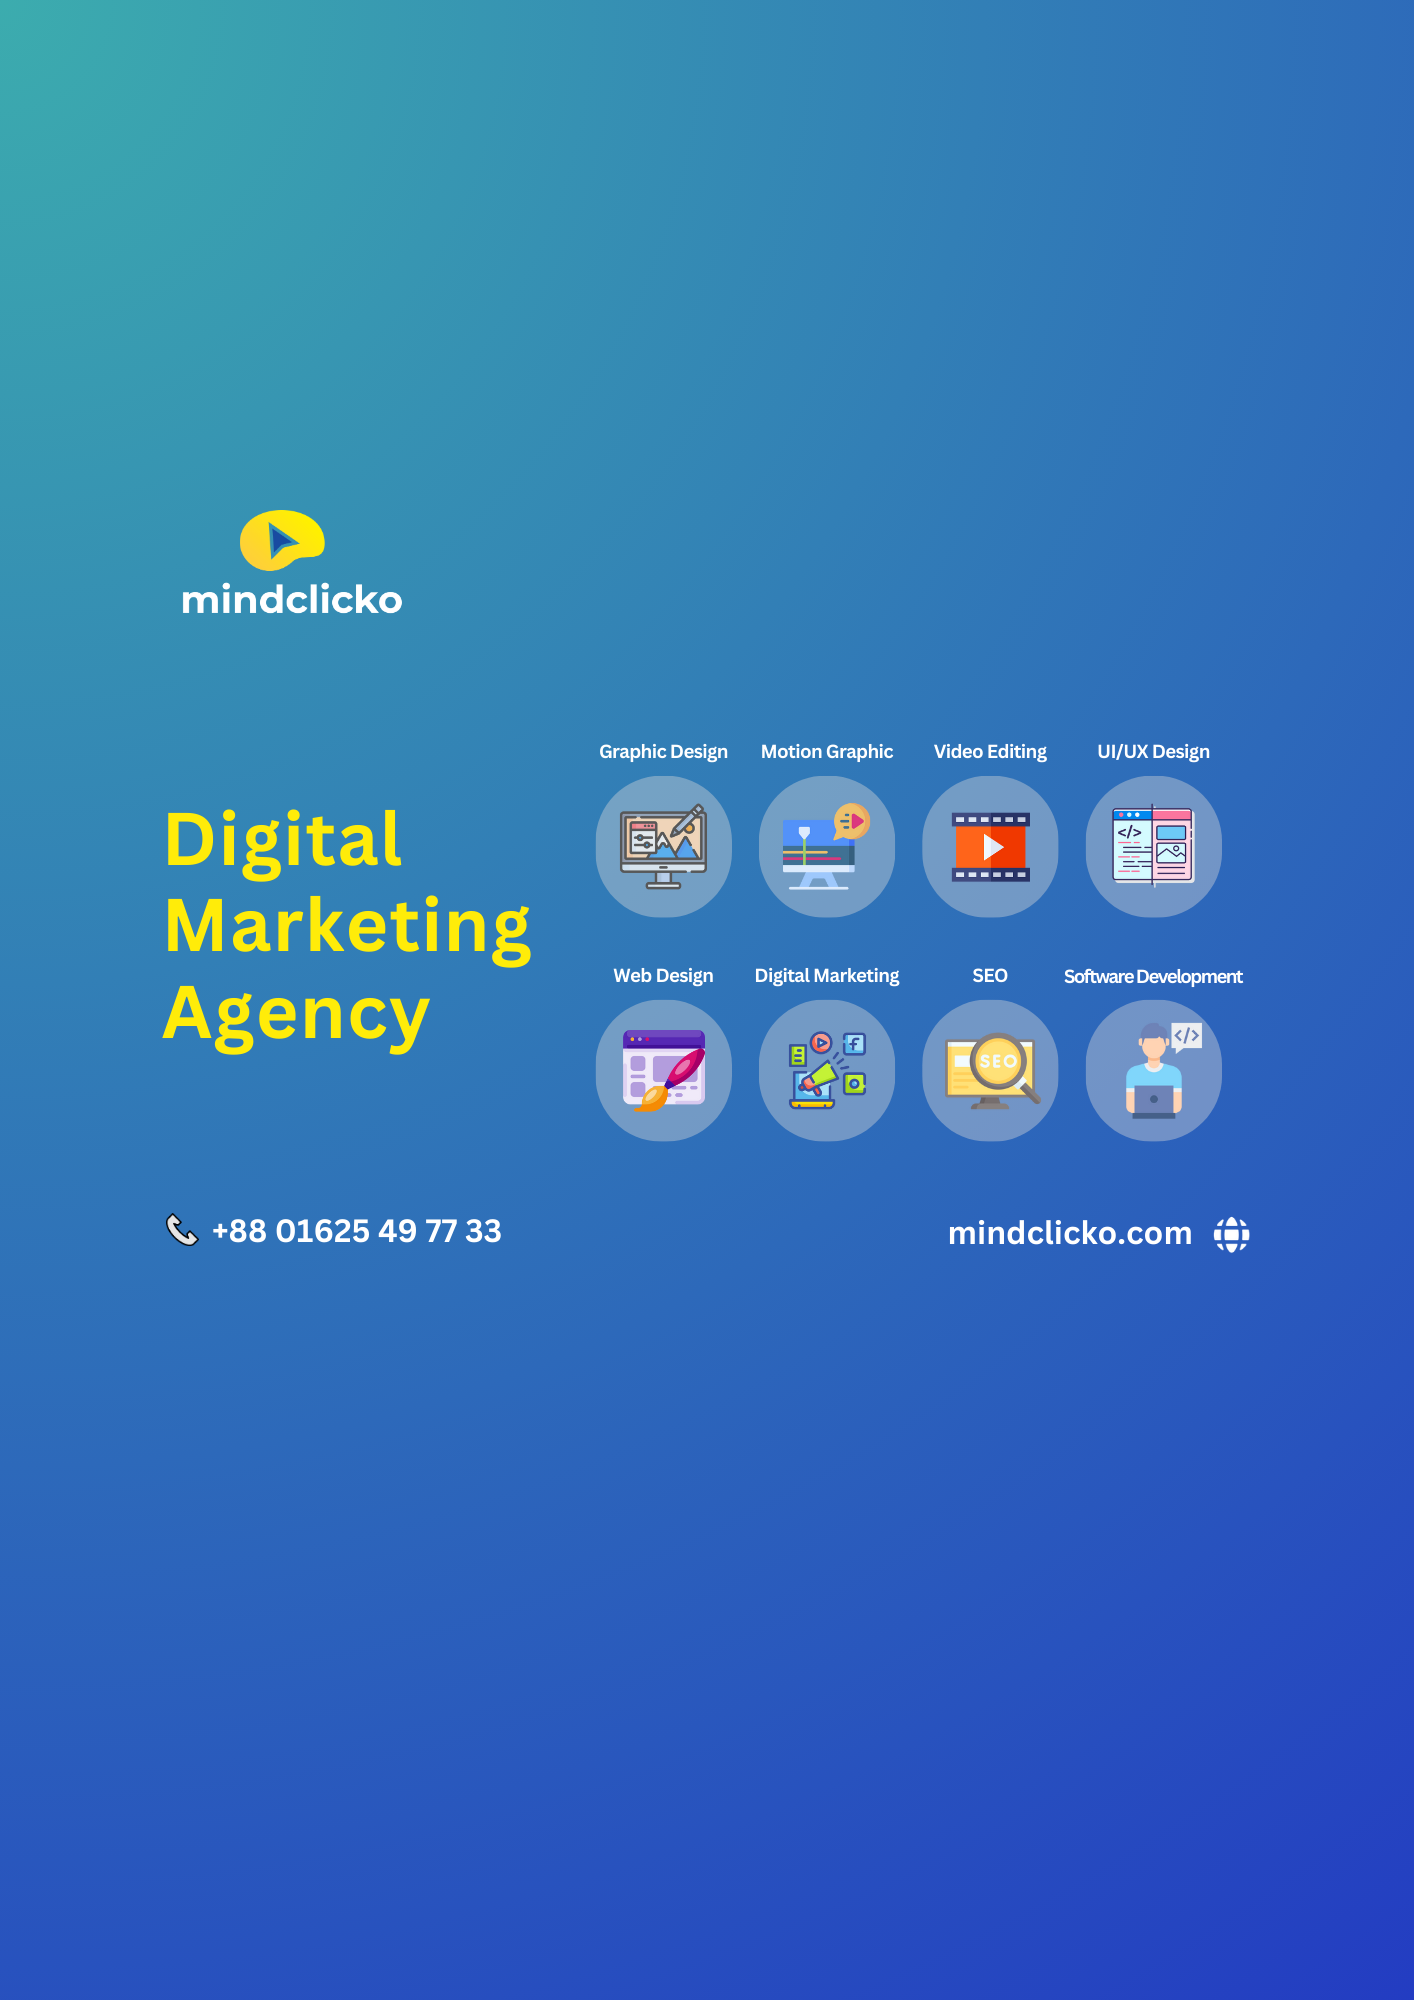 mindclicko
Digital
Marketing
Agency
Graphic Design
Motion Graphic
Video Editing
UI/UX Design
</>
Web Design
Digital Marketing
SEO
Software Development
SEO
</>
+88 01625 49 77 33
mindclicko.com